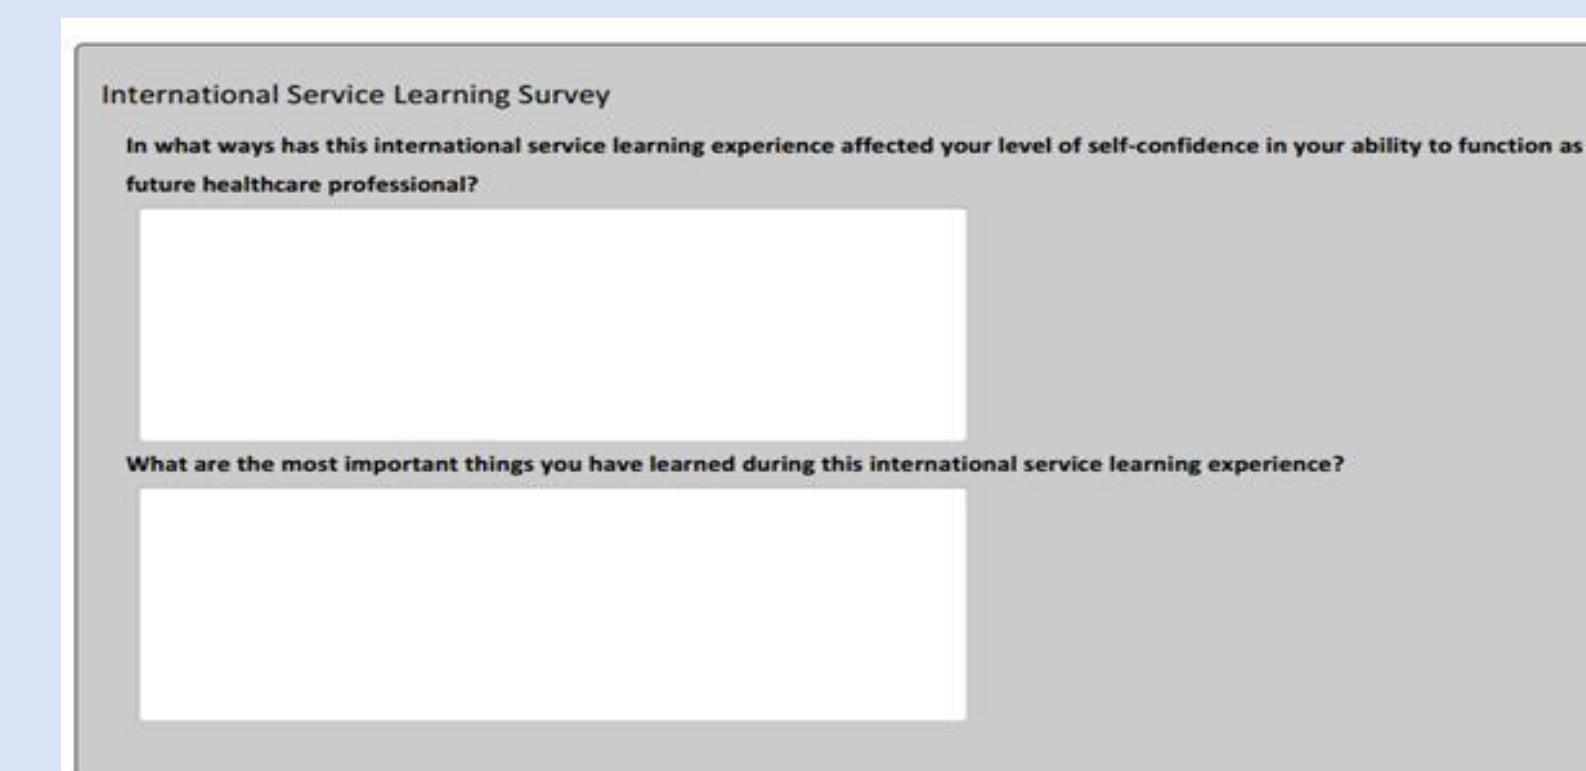 International Service Learning Survey
In what ways has this international service learning experience affected your level of self-confidence in your ability to function as
future healthcare professional?
What are the most important things you have learned during this international service learning experience?